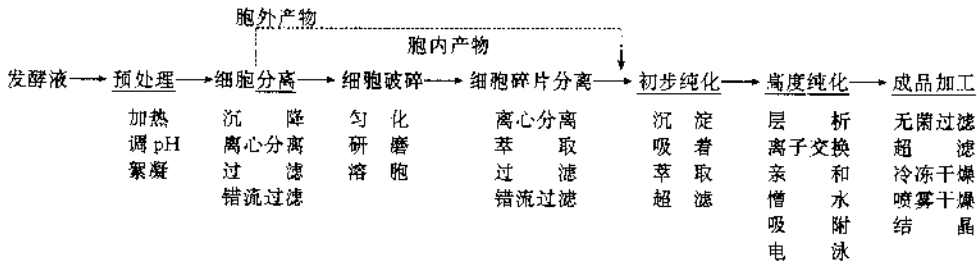 胞外产物
胞内产物
发酵液 预处理 细胞分离 细胞破碎 细胞碎片分离 初步纯化 高度纯化 成品加工
加热 沉降 匀化 离心分离 沉淀 层析 无菌过滤
调pH 离心分离 研磨 萃取 吸着 离子交换 超滤
絮凝 过滤 溶胞 过滤 萃取 亲和 冷冻干燥
错流过滤 错流过滤 超滤 憎水 喷雾干燥
吸附 结晶
电泳